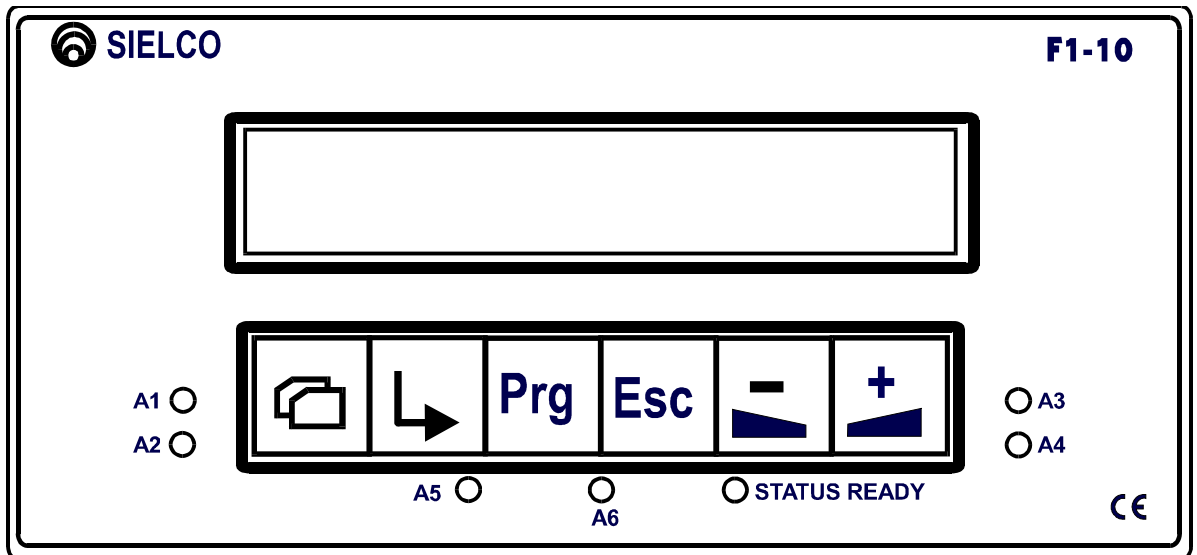 SIELCO
F1-10
Prg Esc - +
A1
A3
A2
A4
A5
STATUS READY
A6
CE